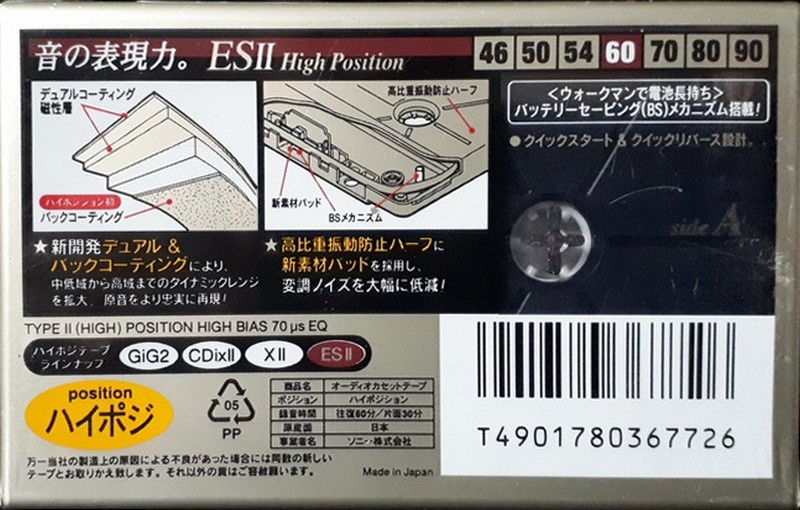 音の表現力。 ESⅡ High Position
46 50 54 60 70 80 90
デュアルコーティング
磁性層
ハイポジション初
バックコーティング
高比重振動防止ハーフ
新素材パッド
BSメカニズム
<ウォークマンで電池長持ち>
バッテリーセービング(BS)メカニズム搭載!
●クイックスタート&クイックリバース設計。
side A
★新開発デュアル &
バックコーティングにより、
中低域から高域までのダイナミックレンジ
を拡大。原音をより忠実に再現!
★高比重振動防止ハーフに
新素材パッドを採用し、
変調ノイズを大幅に低減!
TYPE II (HIGH) POSITION HIGH BIAS 70 µs EQ
ハイポジテープ
ラインナップ
GiG2 CDixⅡ XⅡ ESⅡ
position
ハイポジ
05
PP
商品名 オーディオカセットテープ
ポジション ハイポジション
録音時間 往復60分/片面30分
原産国 日本
事業者名 ソニー株式会社
T4901780367726
万一当社の製造上の原因による不良があった場合には同数の新しい
テープとお取りかえ致します。それ以外の責はご容赦願います。
Made in Japan